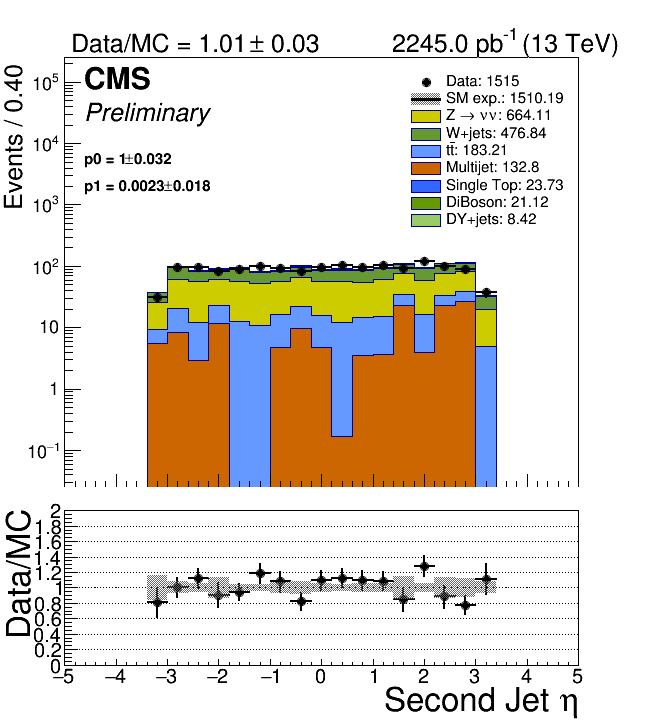 Data/MC = 1.01 ± 0.03 2245.0 pb⁻¹ (13 TeV)
CMS
Preliminary
p0 = 1±0.032
p1 = 0.0023±0.018
Data: 1515
SM exp.: 1510.19
Z → νν: 664.11
W+jets: 476.84
tt̄: 183.21
Multijet: 132.8
Single Top: 23.73
DiBoson: 21.12
DY+jets: 8.42
Events / 0.40
10⁵
10⁴
10³
10²
10
1
10⁻¹
Data/MC
2
1.8
1.6
1.4
1.2
1
0.8
0.6
0.4
0.2
0
−5 −4 −3 −2 −1 0 1 2 3 4 5
Second Jet η